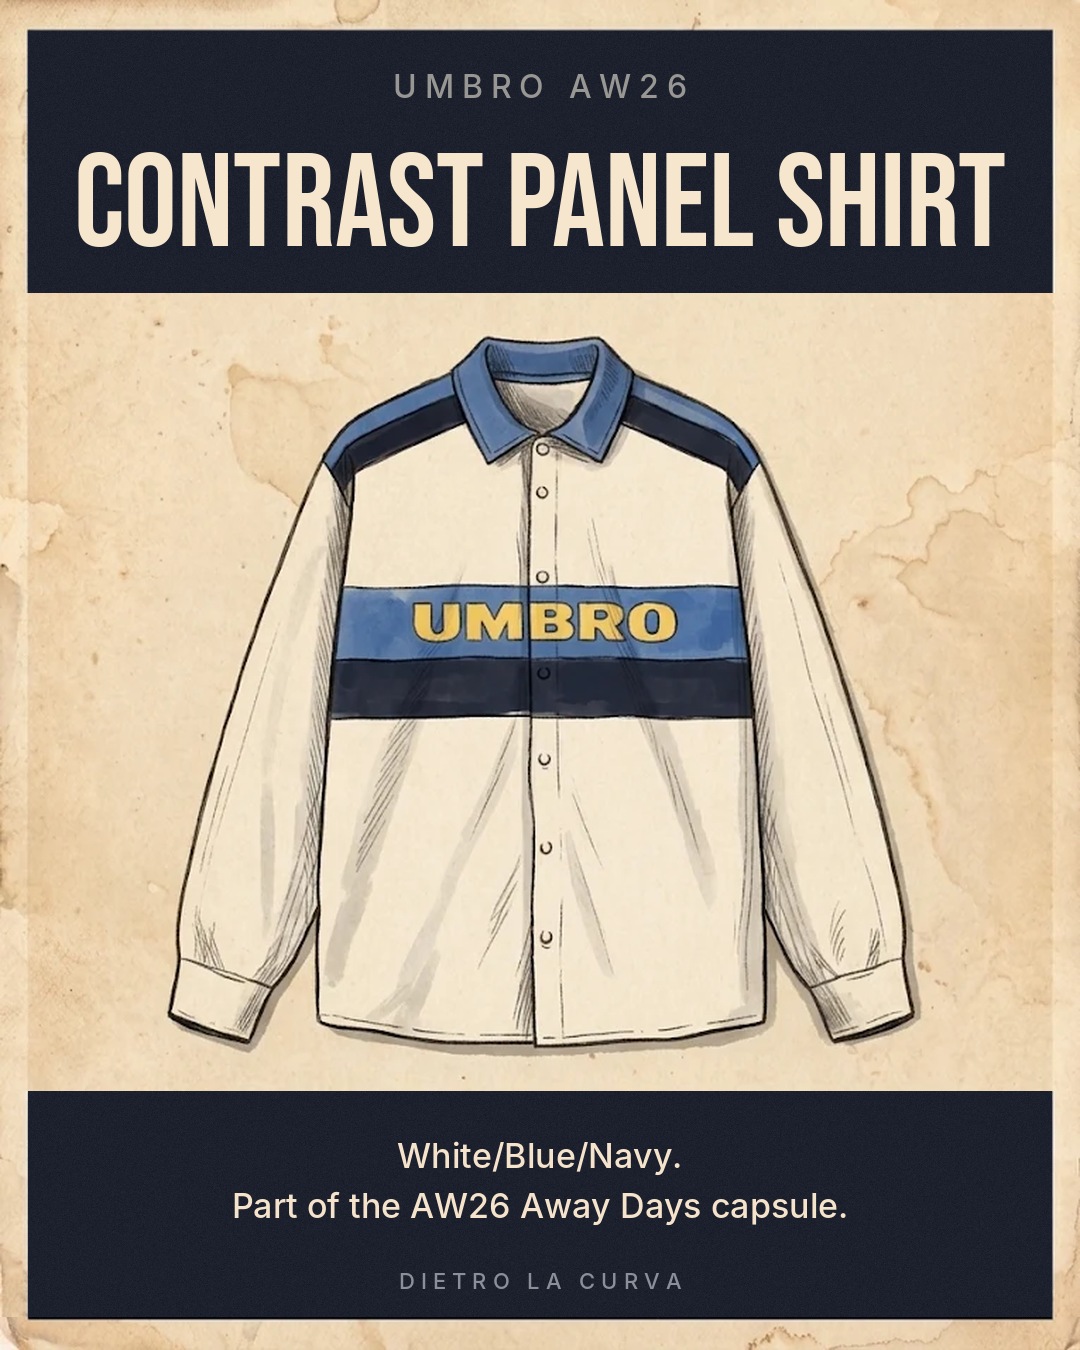 UMBRO AW26
CONTRAST PANEL SHIRT
UMBRO
White/Blue/Navy.
Part of the AW26 Away Days capsule.
DIETRO LA CURVA